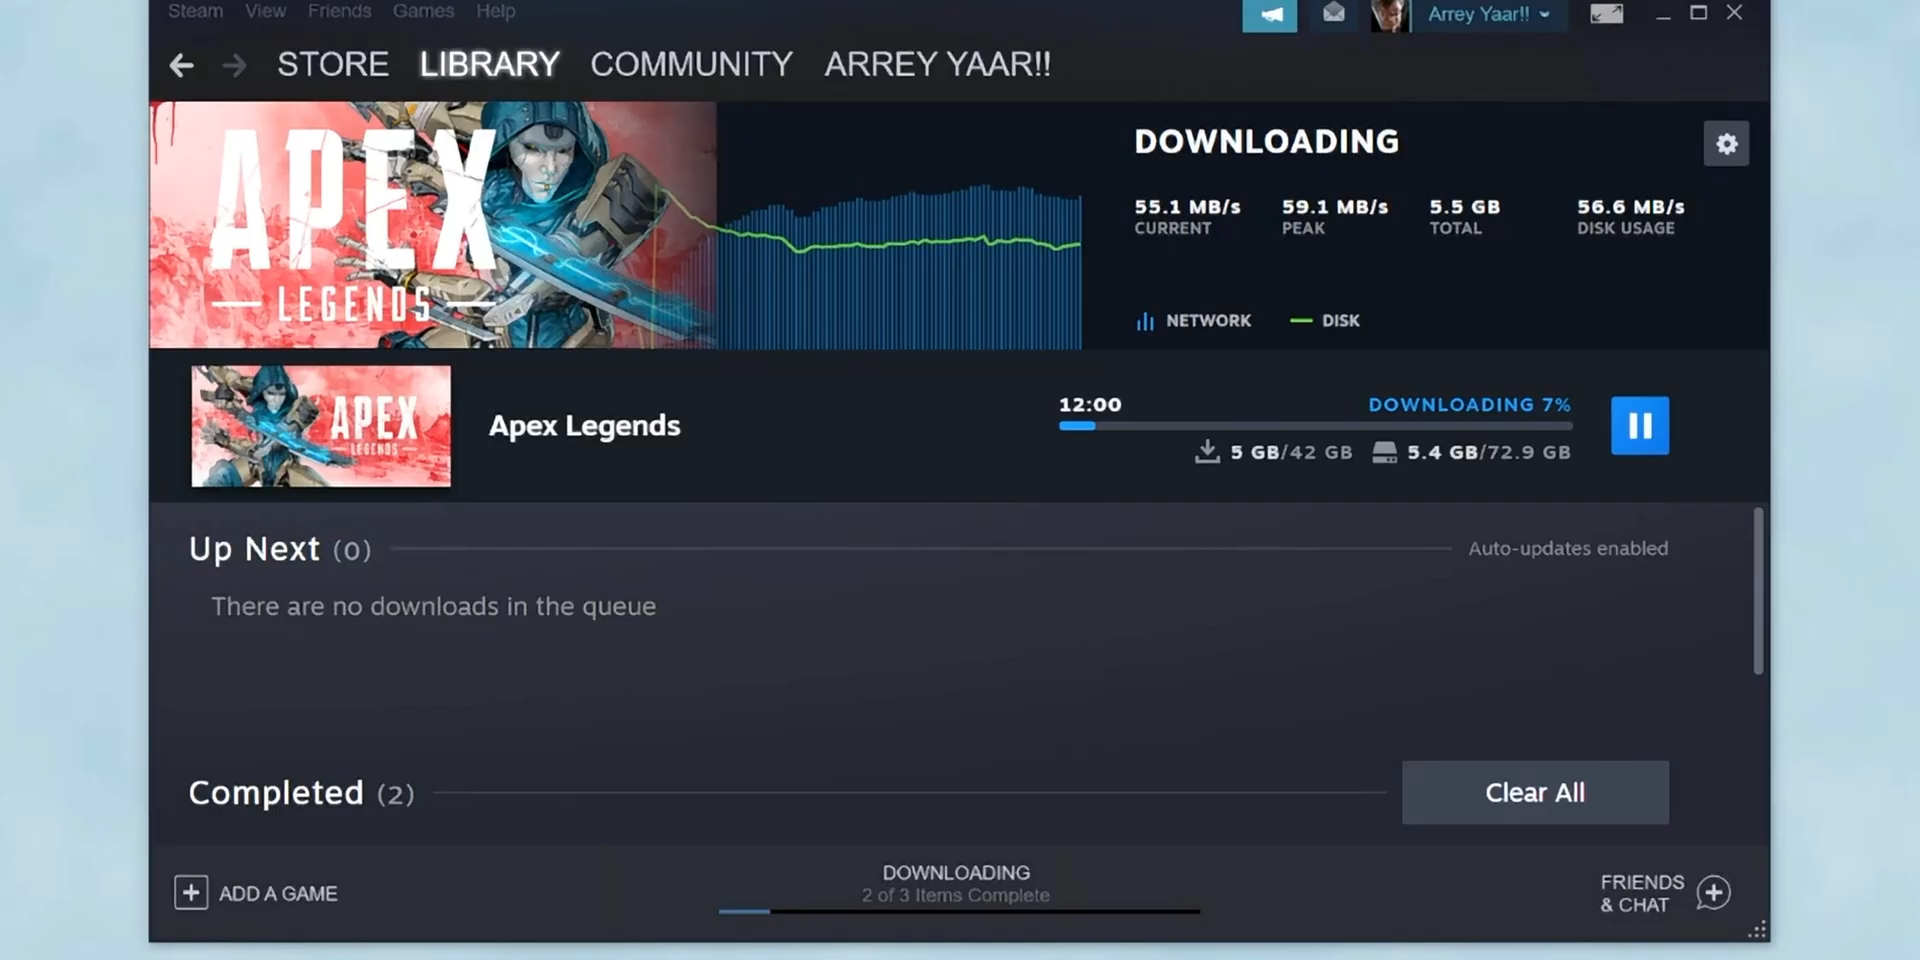 Steam View Friends Games Help
Arrey Yaar!!
STORE LIBRARY COMMUNITY ARREY YAAR!!
APEX
LEGENDS
DOWNLOADING
55.1 MB/s 59.1 MB/s 5.5 GB 56.6 MB/s
CURRENT PEAK TOTAL DISK USAGE
NETWORK DISK
APEX
LEGENDS
Apex Legends
12:00 DOWNLOADING 7%
5 GB/42 GB 5.4 GB/72.9 GB
Up Next (0) Auto-updates enabled
There are no downloads in the queue
Completed (2) Clear All
ADD A GAME
DOWNLOADING
2 of 3 Items Complete
FRIENDS
& CHAT